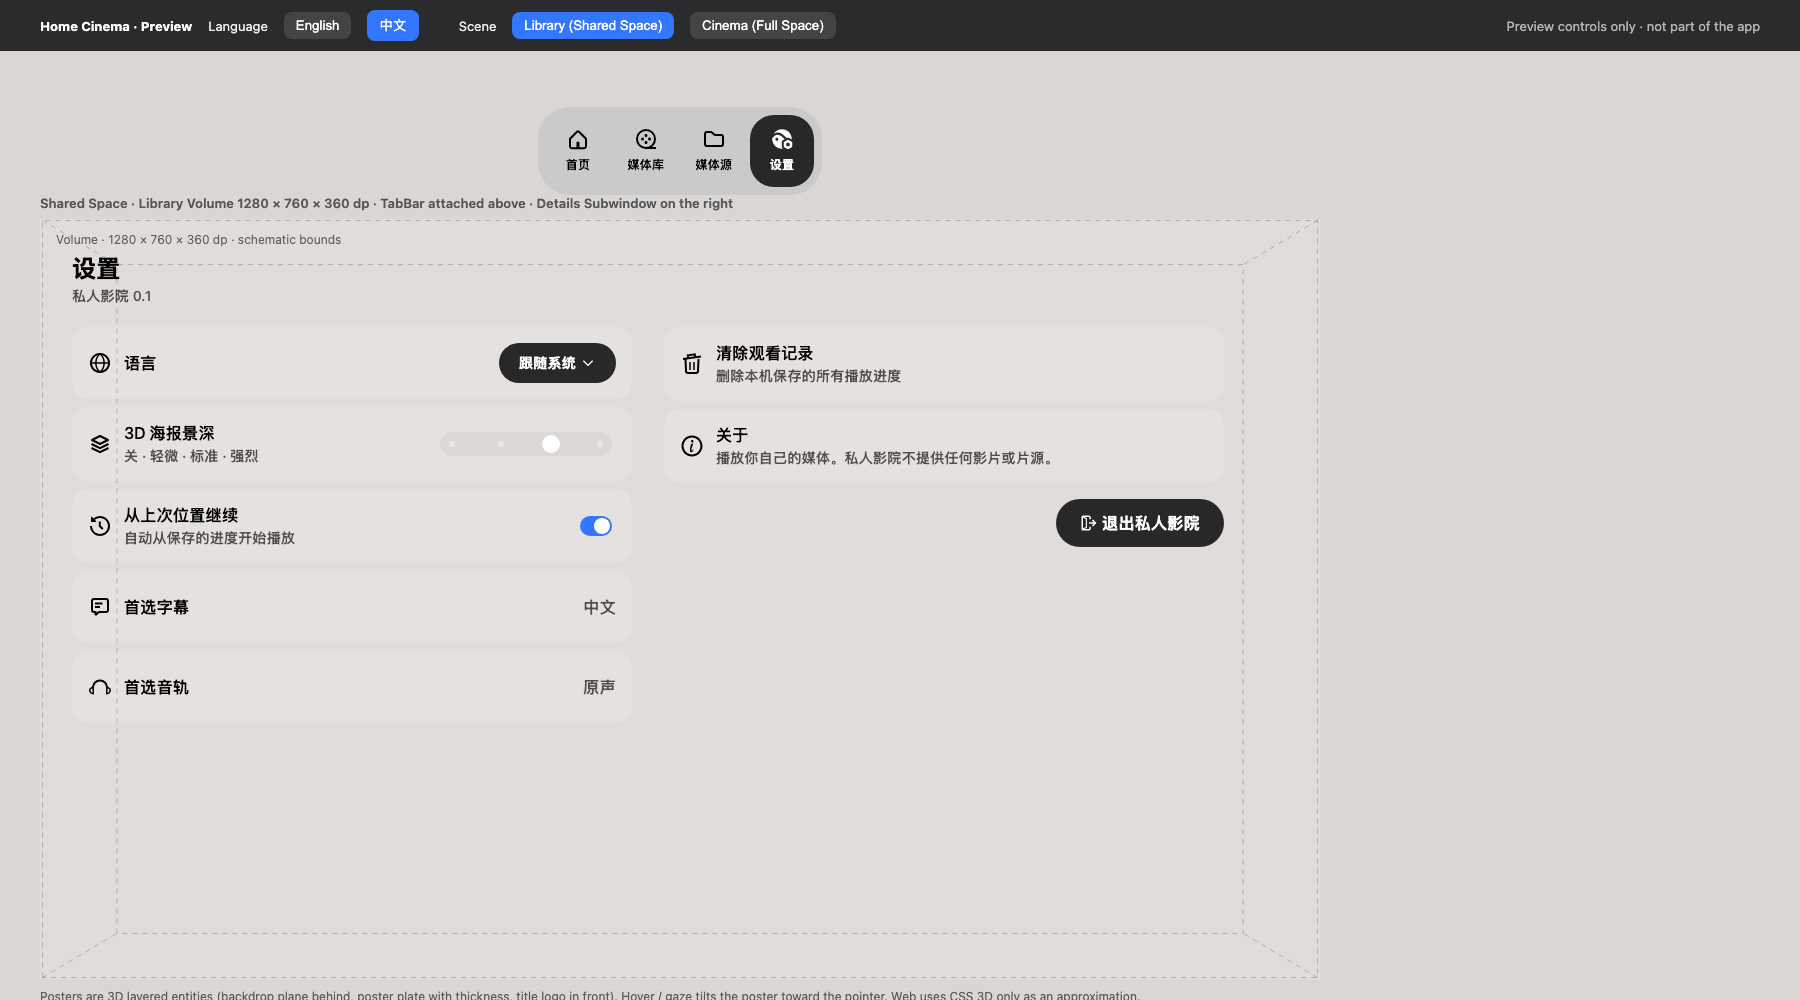 Home Cinema · Preview Language English 中文 Scene Library (Shared Space) Cinema (Full Space) Preview controls only · not part of the app
首页 媒体库 媒体源 设置
Shared Space · Library Volume 1280 × 760 × 360 dp · TabBar attached above · Details Subwindow on the right
Volume · 1280 × 760 × 360 dp · schematic bounds
设置
私人影院 0.1
语言 跟随系统
3D 海报景深
关 · 轻微 · 标准 · 强烈
从上次位置继续
自动从保存的进度开始播放
首选字幕 中文
首选音轨 原声
清除观看记录
删除本机保存的所有播放进度
关于
播放你自己的媒体。私人影院不提供任何影片或片源。
退出私人影院
Posters are 3D layered entities (backdrop plane behind, poster plate with thickness, title logo in front). Hover / gaze tilts the poster toward the pointer. Web uses CSS 3D only as an approximation.